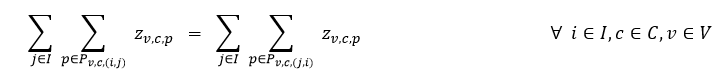 ∑_{j∈I} ∑_{p∈P_{v,c,(i,j)}} z_{v,c,p} = ∑_{j∈I} ∑_{p∈P_{v,c,(j,i)}} z_{v,c,p} ∀ i ∈ I, c ∈ C, v ∈ V